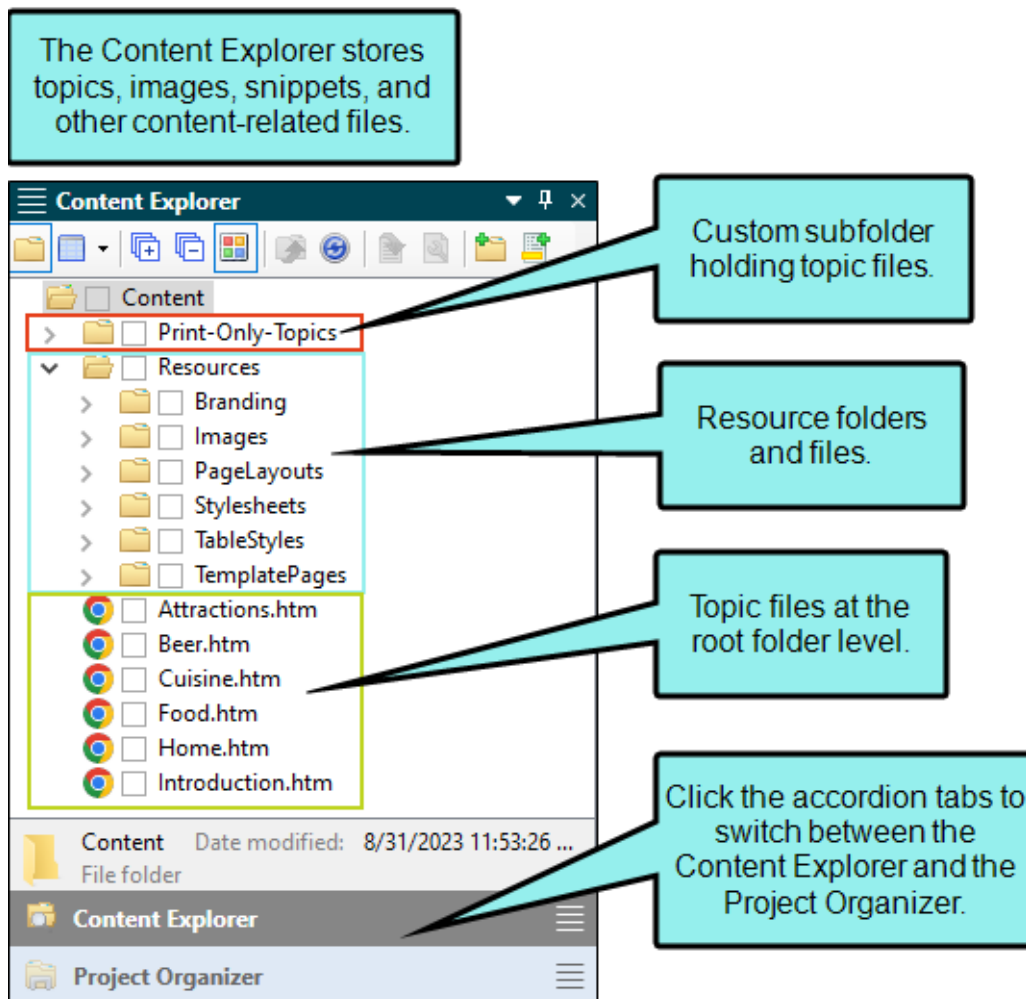 The Content Explorer stores
topics, images, snippets, and
other content-related files.
Content Explorer
Custom subfolder
holding topic files.
Content
Print-Only-Topics
Resources
Branding
Images
PageLayouts
Stylesheets
TableStyles
TemplatePages
Resource folders
and files.
Attractions.htm
Beer.htm
Cuisine.htm
Food.htm
Home.htm
Introduction.htm
Topic files at the
root folder level.
Click the accordion tabs to
switch between the
Content Explorer and the
Project Organizer.
Content Date modified: 8/31/2023 11:53:26 ...
File folder
Content Explorer
Project Organizer